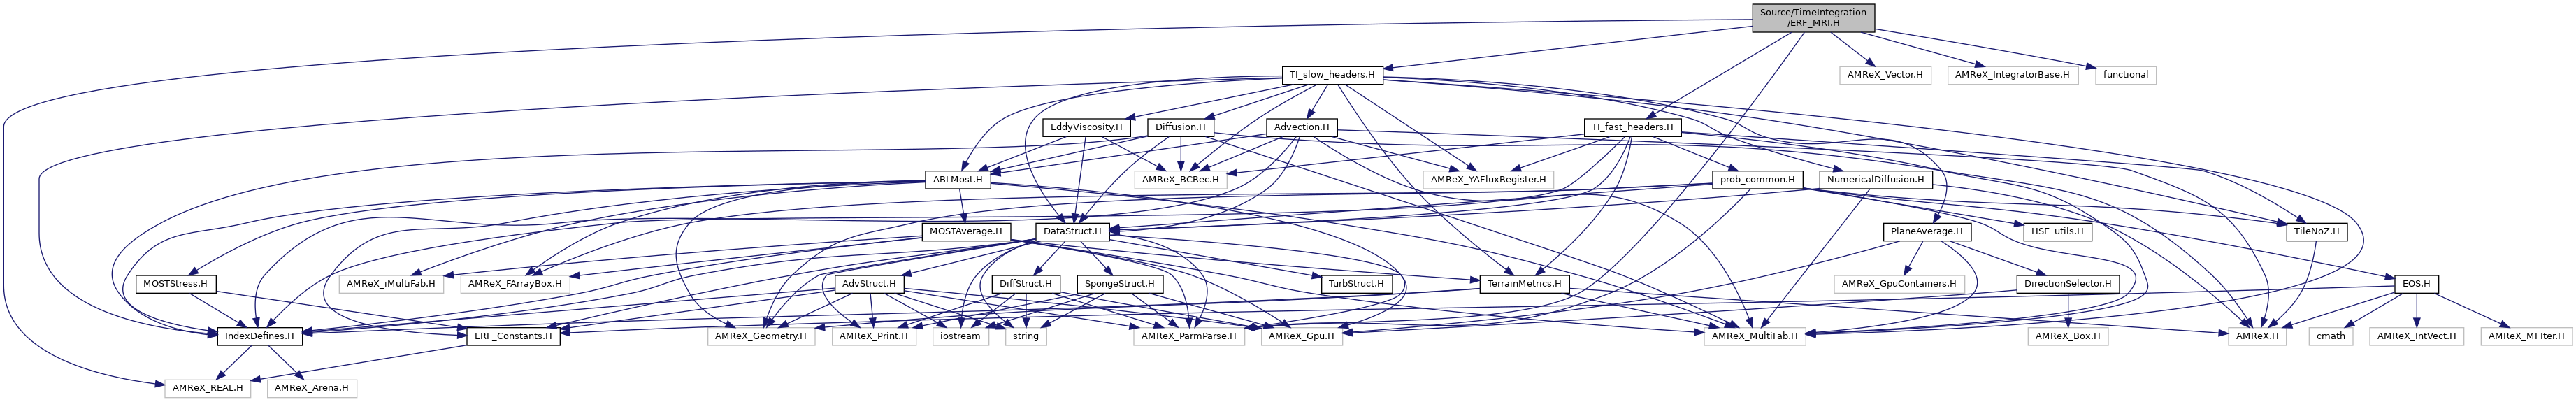 Source/TimeIntegration
/ERF_MRI.H
TI_slow_headers.H
AMReX_Vector.H
AMReX_IntegratorBase.H
functional
EddyViscosity.H
Diffusion.H
Advection.H
TI_fast_headers.H
ABLMost.H
AMReX_BCRec.H
AMReX_YAFluxRegister.H
prob_common.H
NumericalDiffusion.H
MOSTAverage.H
DataStruct.H
PlaneAverage.H
HSE_utils.H
TileNoZ.H
MOSTStress.H
AMReX_iMultiFab.H
AMReX_FArrayBox.H
AdvStruct.H
DiffStruct.H
SpongeStruct.H
TurbStruct.H
TerrainMetrics.H
AMReX_GpuContainers.H
DirectionSelector.H
EOS.H
IndexDefines.H
ERF_Constants.H
AMReX_Geometry.H
AMReX_Print.H
iostream
string
AMReX_ParmParse.H
AMReX_Gpu.H
AMReX_MultiFab.H
AMReX_Box.H
AMReX.H
cmath
AMReX_IntVect.H
AMReX_MFIter.H
AMReX_REAL.H
AMReX_Arena.H